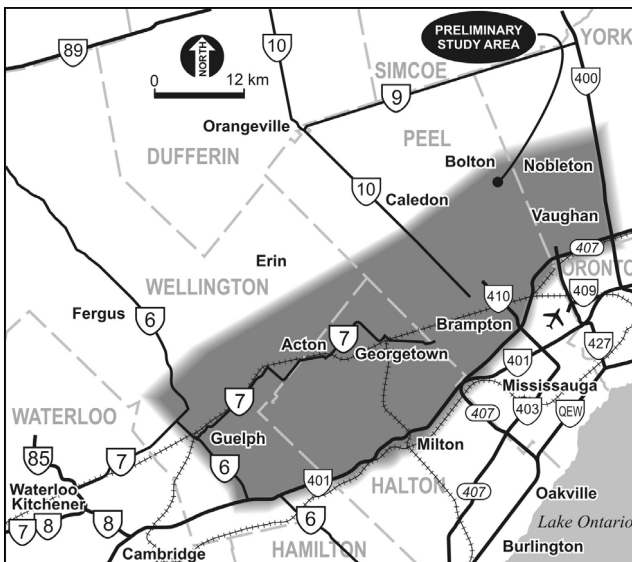 PRELIMINARY
STUDY AREA
YORK
89
NORTH
10
0 12 km
SIMCOE
400
9
Orangeville
PEEL
DUFFERIN
Bolton
Nobleton
10
Caledon
Vaughan
407
Erin
ORONTO
WELLINGTON
410
409
Fergus
6
Brampton
7
Acton
Georgetown
427
401
7
Mississauga
WATERLOO
407
403
QEW
Guelph
Milton
85
7
6
401
HALTON
Waterloo
Kitchener
407
Oakville
7
8
8
6
Lake Ontario
Cambridge
HAMILTON
Burlington